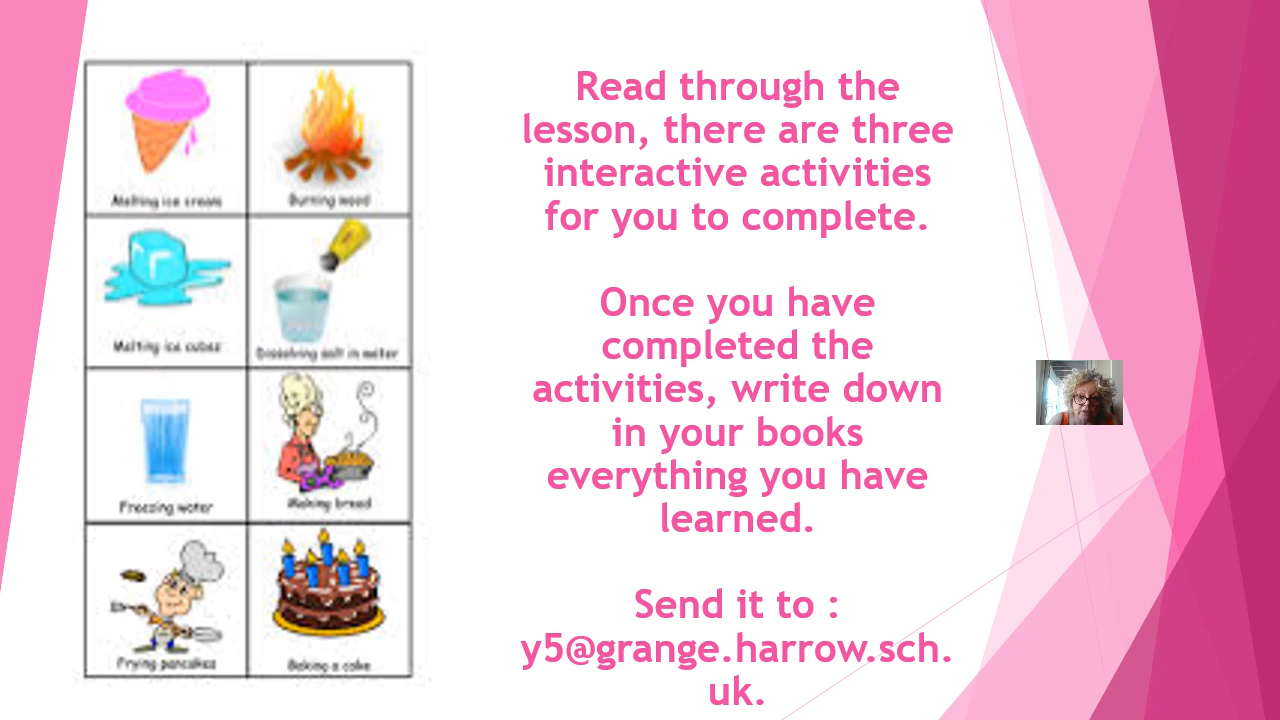 Melting ice cream
Burning wood
Melting ice cubes
Dissolving salt in water
Freezing water
Making bread
Frying pancakes
Baking a cake
Read through the
lesson, there are three
interactive activities
for you to complete.
Once you have
completed the
activities, write down
in your books
everything you have
learned.
Send it to :
y5@grange.harrow.sch.
uk.